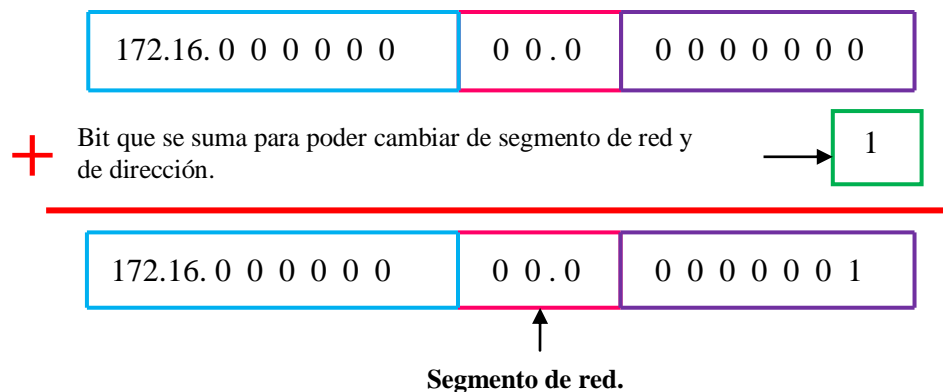 172.16. 0 0 0 0 0 0 0 0 . 0 0 0 0 0 0 0 0
+ Bit que se suma para poder cambiar de segmento de red y
de dirección.
1
172.16. 0 0 0 0 0 0 0 0 . 0 0 0 0 0 0 0 1
Segmento de red.